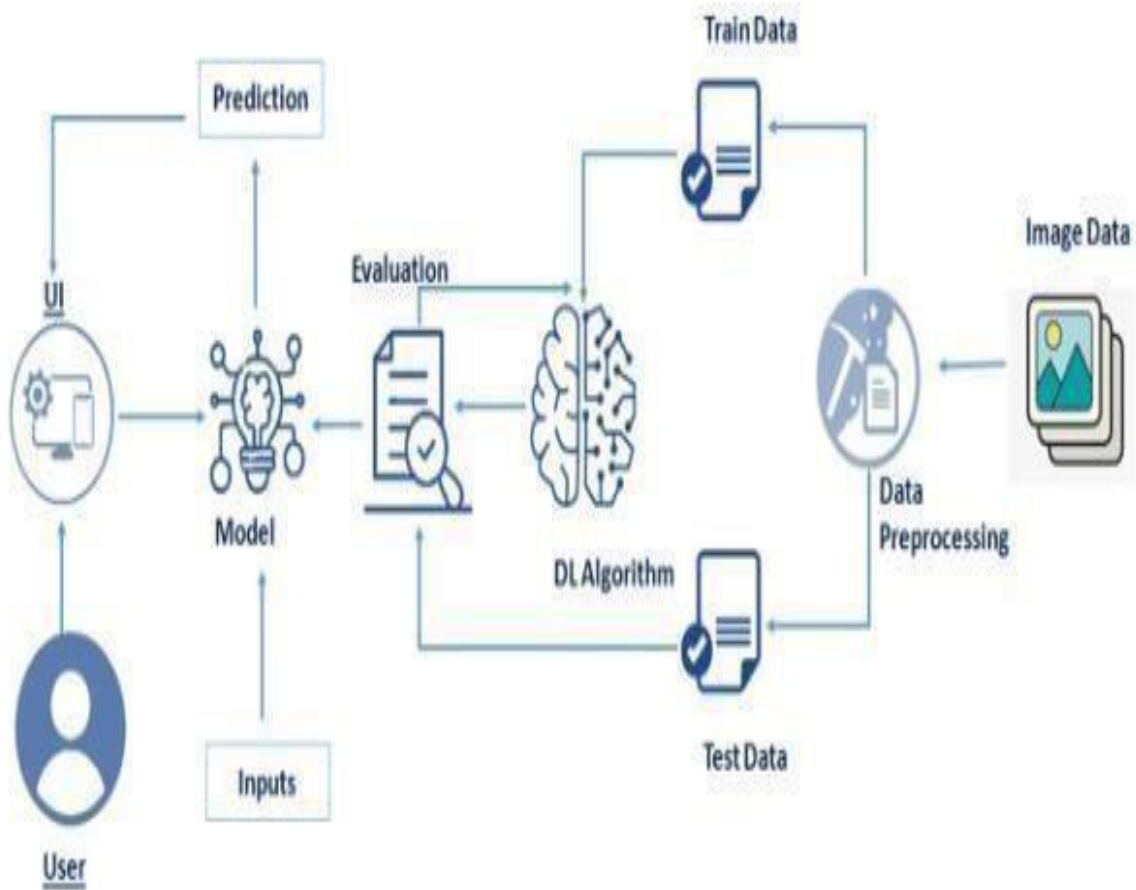 Train Data
Prediction
Image Data
Evaluation
UI
Data
Preprocessing
Model
DL Algorithm
Test Data
Inputs
User